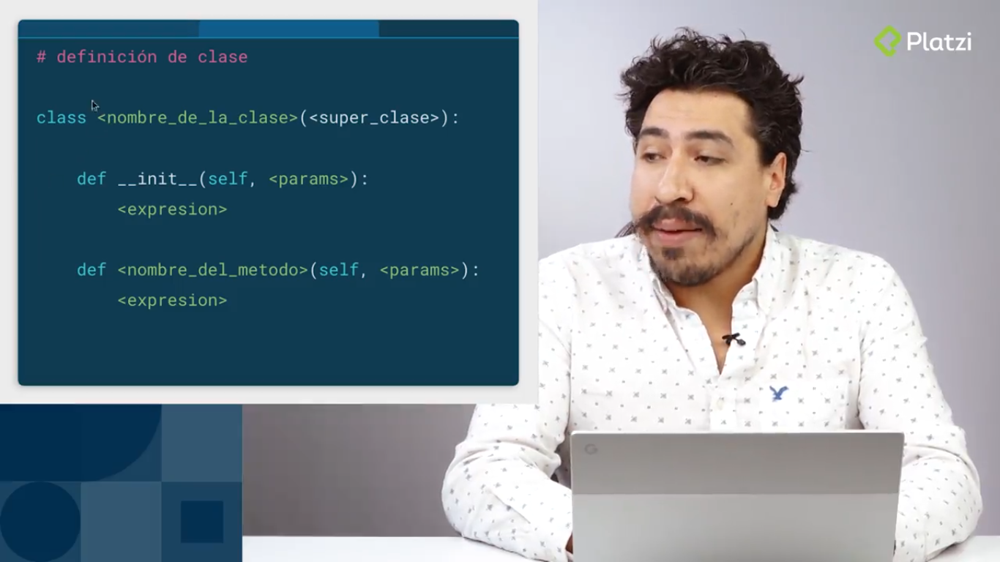 # definición de clase
class <nombre_de_la_clase>(<super_clase>):
def __init__(self, <params>):
<expresion>
def <nombre_del_metodo>(self, <params>):
<expresion>
Platzi
G